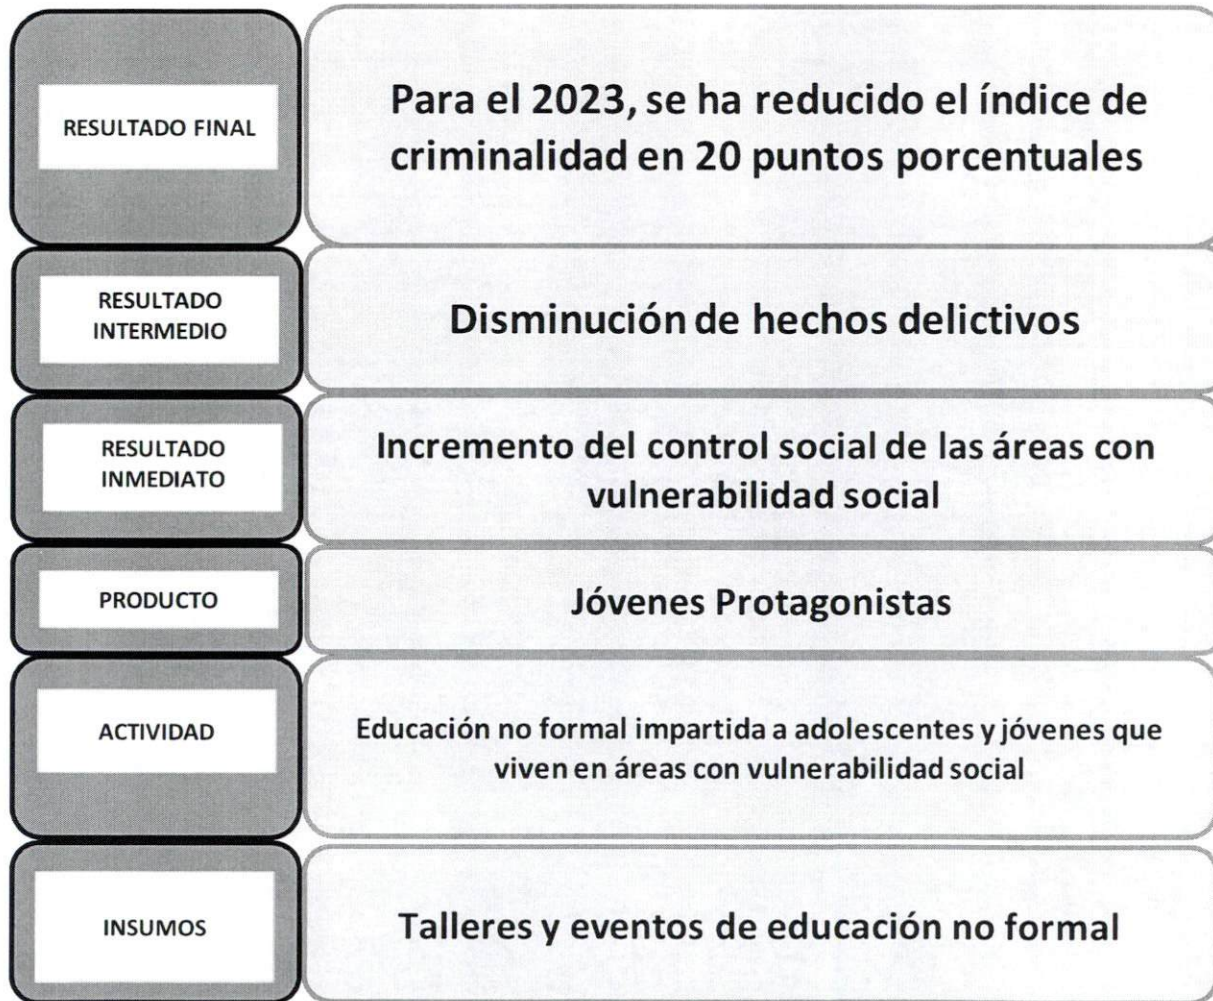 RESULTADO FINAL
Para el 2023, se ha reducido el índice de
criminalidad en 20 puntos porcentuales
RESULTADO
INTERMEDIO
Disminución de hechos delictivos
RESULTADO
INMEDIATO
Incremento del control social de las áreas con
vulnerabilidad social
PRODUCTO
Jóvenes Protagonistas
ACTIVIDAD
Educación no formal impartida a adolescentes y jóvenes que
viven en áreas con vulnerabilidad social
INSUMOS
Talleres y eventos de educación no formal